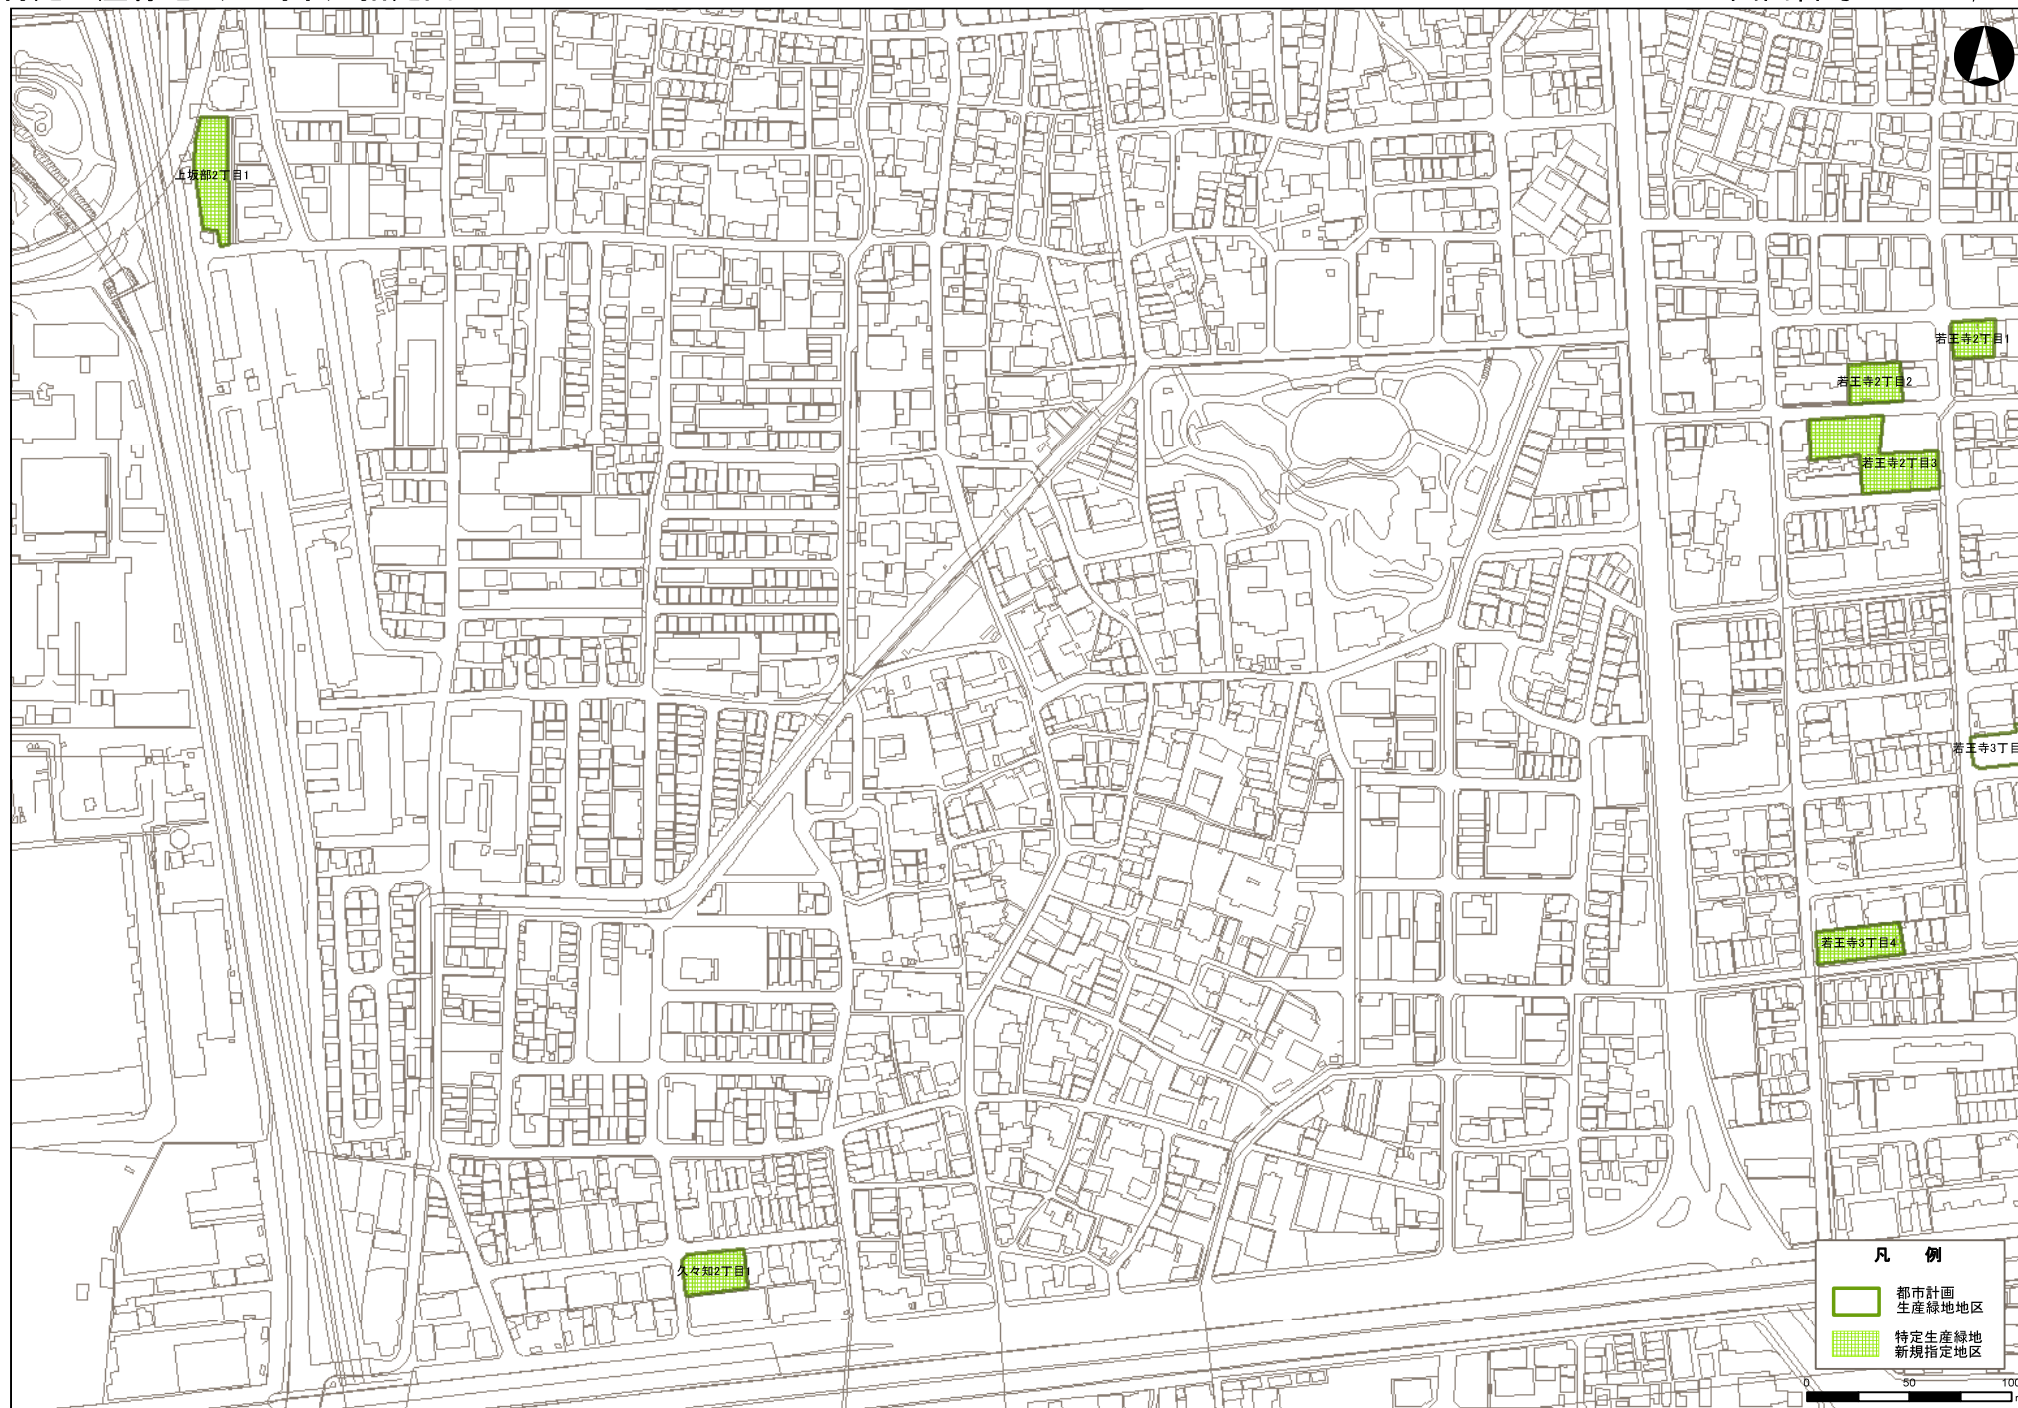 上坂部2丁目1
若王寺2丁目1
若王寺2丁目2
若王寺2丁目3
若王寺3丁目
若王寺3丁目4
久々知2丁目1
凡 例
都市計画
生産緑地地区
特定生産緑地
新規指定地区
0 50 100